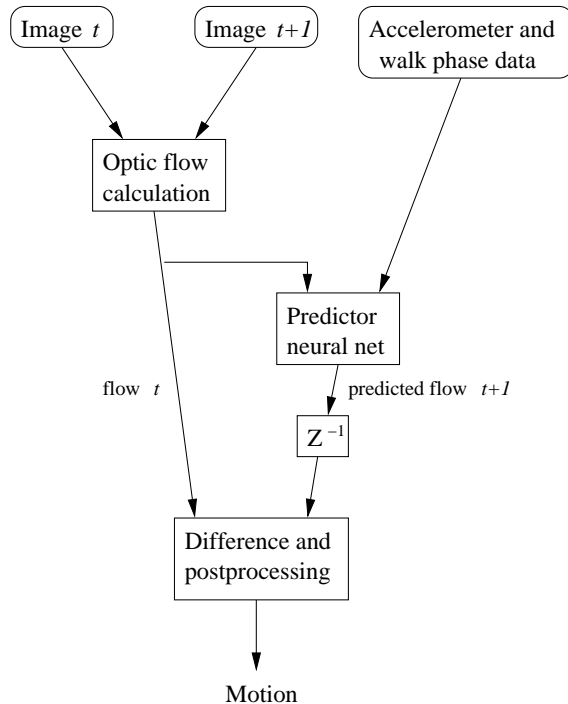 Image t
Image t+1
Accelerometer and
walk phase data
Optic flow
calculation
Predictor
neural net
flow t
predicted flow t+1
Z⁻¹
Difference and
postprocessing
Motion